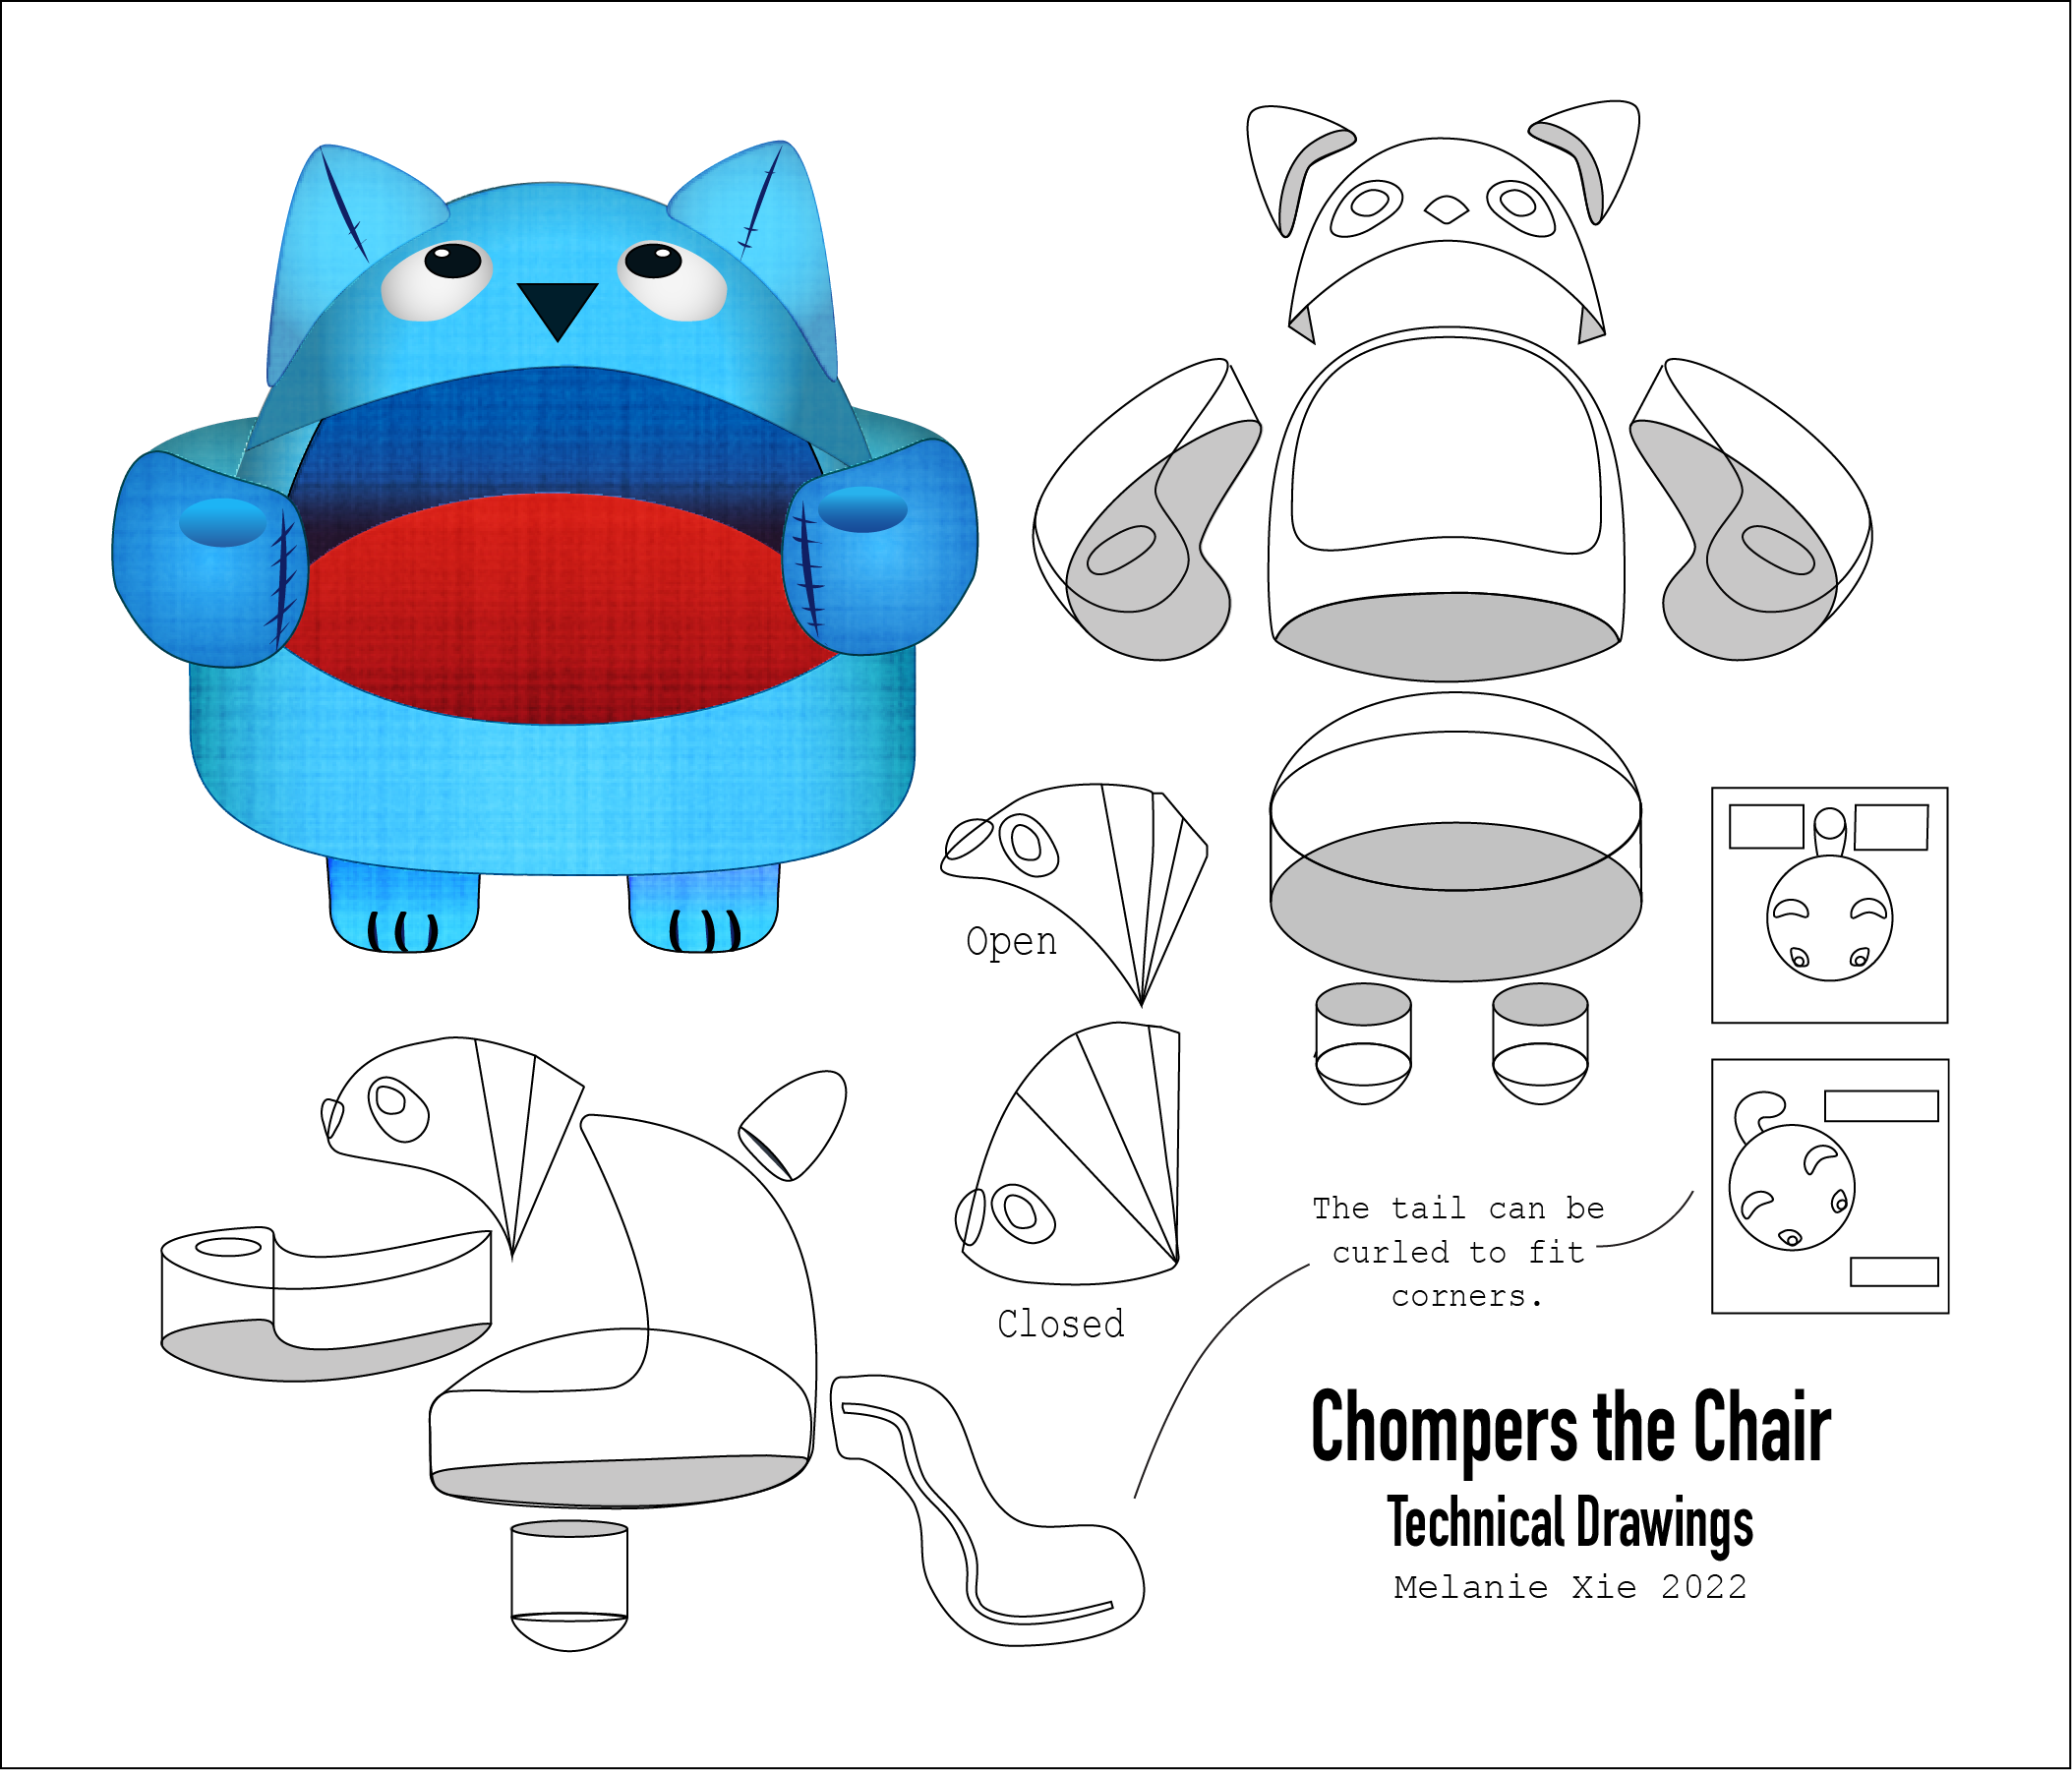 Open
Closed
The tail can be
curled to fit
corners.
Chompers the Chair
Technical Drawings
Melanie Xie 2022